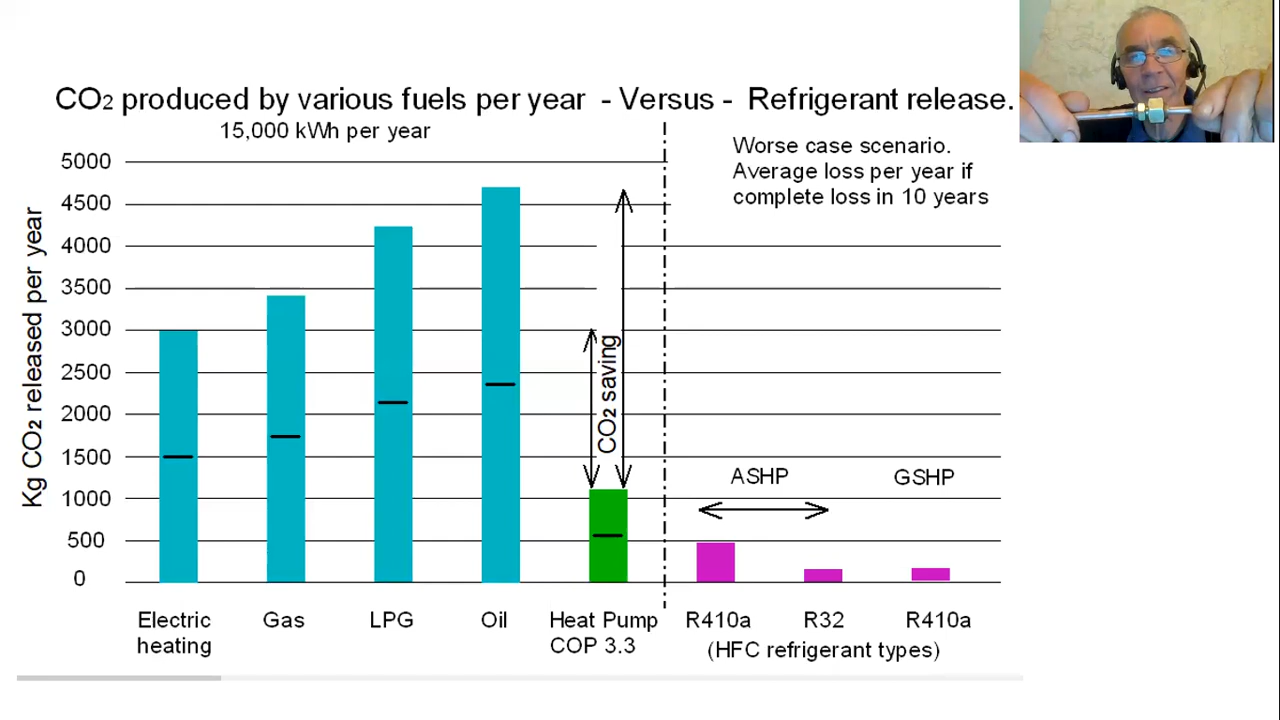 CO₂ produced by various fuels per year - Versus - Refrigerant release.
15,000 kWh per year
Worse case scenario.
Average loss per year if
complete loss in 10 years
Kg CO₂ released per year
5000
4500
4000
3500
3000
2500
2000
1500
1000
500
0
CO₂ saving
ASHP
GSHP
Electric heating
Gas
LPG
Oil
Heat Pump COP 3.3
R410a
R32
R410a
(HFC refrigerant types)